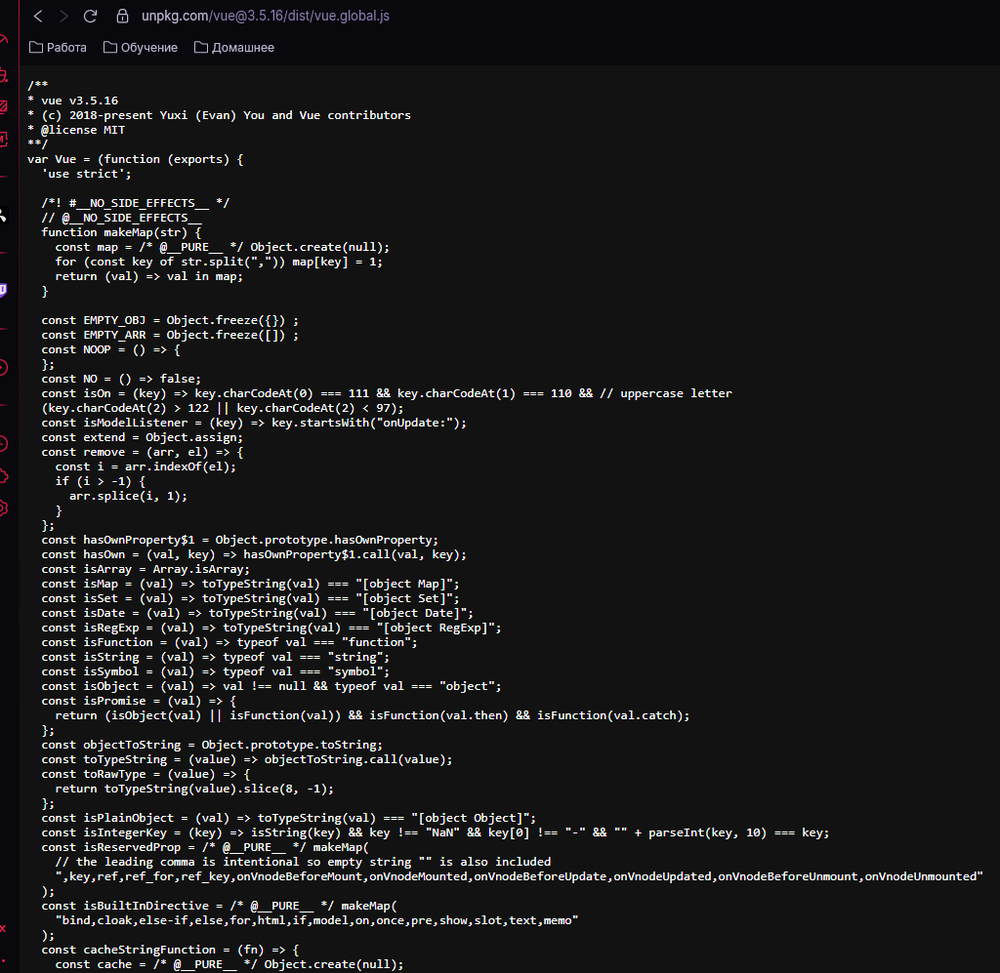 unpkg.com/vue@3.5.16/dist/vue.global.js
Работа Обучение Домашнее
/**
* vue v3.5.16
* (c) 2018-present Yuxi (Evan) You and Vue contributors
* @license MIT
**/
var Vue = (function (exports) {
  'use strict';

  /*! #__NO_SIDE_EFFECTS__ */
  // @__NO_SIDE_EFFECTS__
  function makeMap(str) {
    const map = /* @__PURE__ */ Object.create(null);
    for (const key of str.split(",")) map[key] = 1;
    return (val) => val in map;
  }

  const EMPTY_OBJ = Object.freeze({}) ;
  const EMPTY_ARR = Object.freeze([]) ;
  const NOOP = () => {
  };
  const NO = () => false;
  const isOn = (key) => key.charCodeAt(0) === 111 && key.charCodeAt(1) === 110 && // uppercase letter
  (key.charCodeAt(2) > 122 || key.charCodeAt(2) < 97);
  const isModelListener = (key) => key.startsWith("onUpdate:");
  const extend = Object.assign;
  const remove = (arr, el) => {
    const i = arr.indexOf(el);
    if (i > -1) {
      arr.splice(i, 1);
    }
  };
  const hasOwnProperty$1 = Object.prototype.hasOwnProperty;
  const hasOwn = (val, key) => hasOwnProperty$1.call(val, key);
  const isArray = Array.isArray;
  const isMap = (val) => toTypeString(val) === "[object Map]";
  const isSet = (val) => toTypeString(val) === "[object Set]";
  const isDate = (val) => toTypeString(val) === "[object Date]";
  const isRegExp = (val) => toTypeString(val) === "[object RegExp]";
  const isFunction = (val) => typeof val === "function";
  const isString = (val) => typeof val === "string";
  const isSymbol = (val) => typeof val === "symbol";
  const isObject = (val) => val !== null && typeof val === "object";
  const isPromise = (val) => {
    return (isObject(val) || isFunction(val)) && isFunction(val.then) && isFunction(val.catch);
  };
  const objectToString = Object.prototype.toString;
  const toTypeString = (value) => objectToString.call(value);
  const toRawType = (value) => {
    return toTypeString(value).slice(8, -1);
  };
  const isPlainObject = (val) => toTypeString(val) === "[object Object]";
  const isIntegerKey = (key) => isString(key) && key !== "NaN" && key[0] !== "-" && "" + parseInt(key, 10) === key;
  const isReservedProp = /* @__PURE__ */ makeMap(
    // the leading comma is intentional so empty string "" is also included
    ",key,ref,ref_for,ref_key,onVnodeBeforeMount,onVnodeMounted,onVnodeBeforeUpdate,onVnodeUpdated,onVnodeBeforeUnmount,onVnodeUnmounted"
  );
  const isBuiltInDirective = /* @__PURE__ */ makeMap(
    "bind,cloak,else-if,else,for,html,if,model,on,once,pre,show,slot,text,memo"
  );
  const cacheStringFunction = (fn) => {
    const cache = /* @__PURE__ */ Object.create(null);